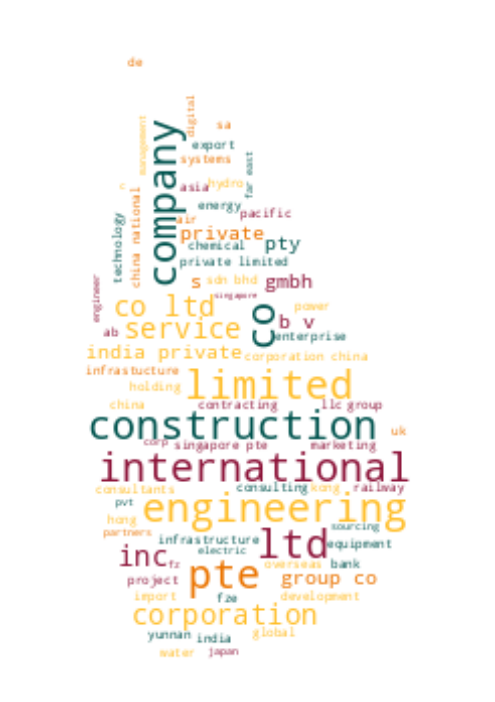 de
digital
management
company
sa
export
systems
far east
c
asia
hydro
energy
pacific
technology
china national
air
private
chemical
pty
private limited
s
sdn bhd
gmbh
engineer
singapore
co ltd
power
co
b v
ab
service
enterprise
india private
corporation china
infrastucture
holding
limited
china
contracting
llc group
construction
uk
corp
singapore pte
marketing
international
consultants
consulting
kong
railway
pvt
engineering
hong
sourcing
partners
infrastructure
ltd
equipment
electric
inc
fz
overseas
bank
project
pte
group co
import
fze
development
corporation
yunnan
india
global
water
japan